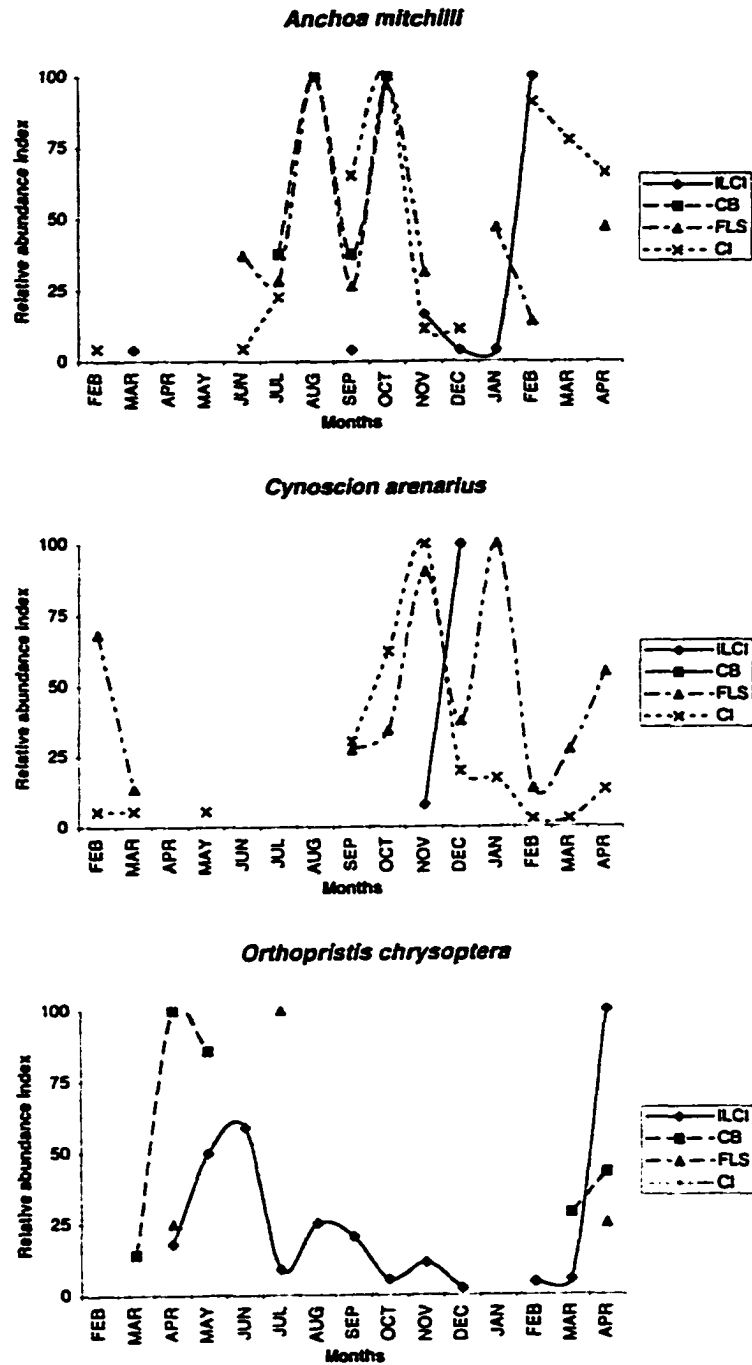 Anchoa mitchilli
Relative abundance index
100
75
50
25
0
FEB
MAR
APR
MAY
JUN
JUL
AUG
SEP
OCT
NOV
DEC
JAN
FEB
MAR
APR
Months
ILCI
CB
FLS
CI
Cynoscion arenarius
Relative abundance index
100
75
50
25
0
FEB
MAR
APR
MAY
JUN
JUL
AUG
SEP
OCT
NOV
DEC
JAN
FEB
MAR
APR
Months
ILCI
CB
FLS
CI
Orthopristis chrysoptera
Relative abundance index
100
75
50
25
0
FEB
MAR
APR
MAY
JUN
JUL
AUG
SEP
OCT
NOV
DEC
JAN
FEB
MAR
APR
Months
ILCI
CB
FLS
CI